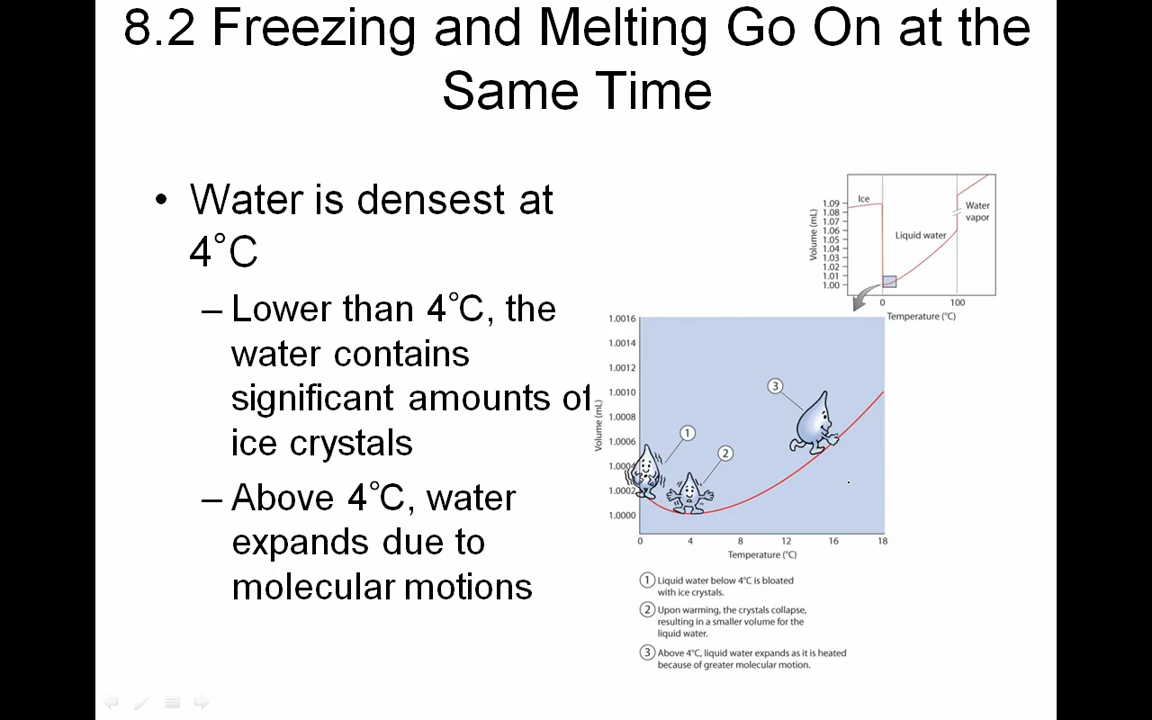 8.2 Freezing and Melting Go On at the
Same Time
• Water is densest at
4°C
– Lower than 4°C, the
water contains
significant amounts of
ice crystals
– Above 4°C, water
expands due to
molecular motions
Volume (mL)
1.09
1.08
1.07
1.06
1.05
1.04
1.03
1.02
1.01
1.00
Ice
Liquid water
Water
vapor
0 100
Temperature (°C)
Volume (mL)
1.0016
1.0014
1.0012
1.0010
1.0008
1.0006
1.0004
1.0002
1.0000
1
2
3
0 4 8 12 16 18
Temperature (°C)
1 Liquid water below 4°C is bloated
with ice crystals.
2 Upon warming, the crystals collapse,
resulting in a smaller volume for the
liquid water.
3 Above 4°C, liquid water expands as it is heated
because of greater molecular motion.